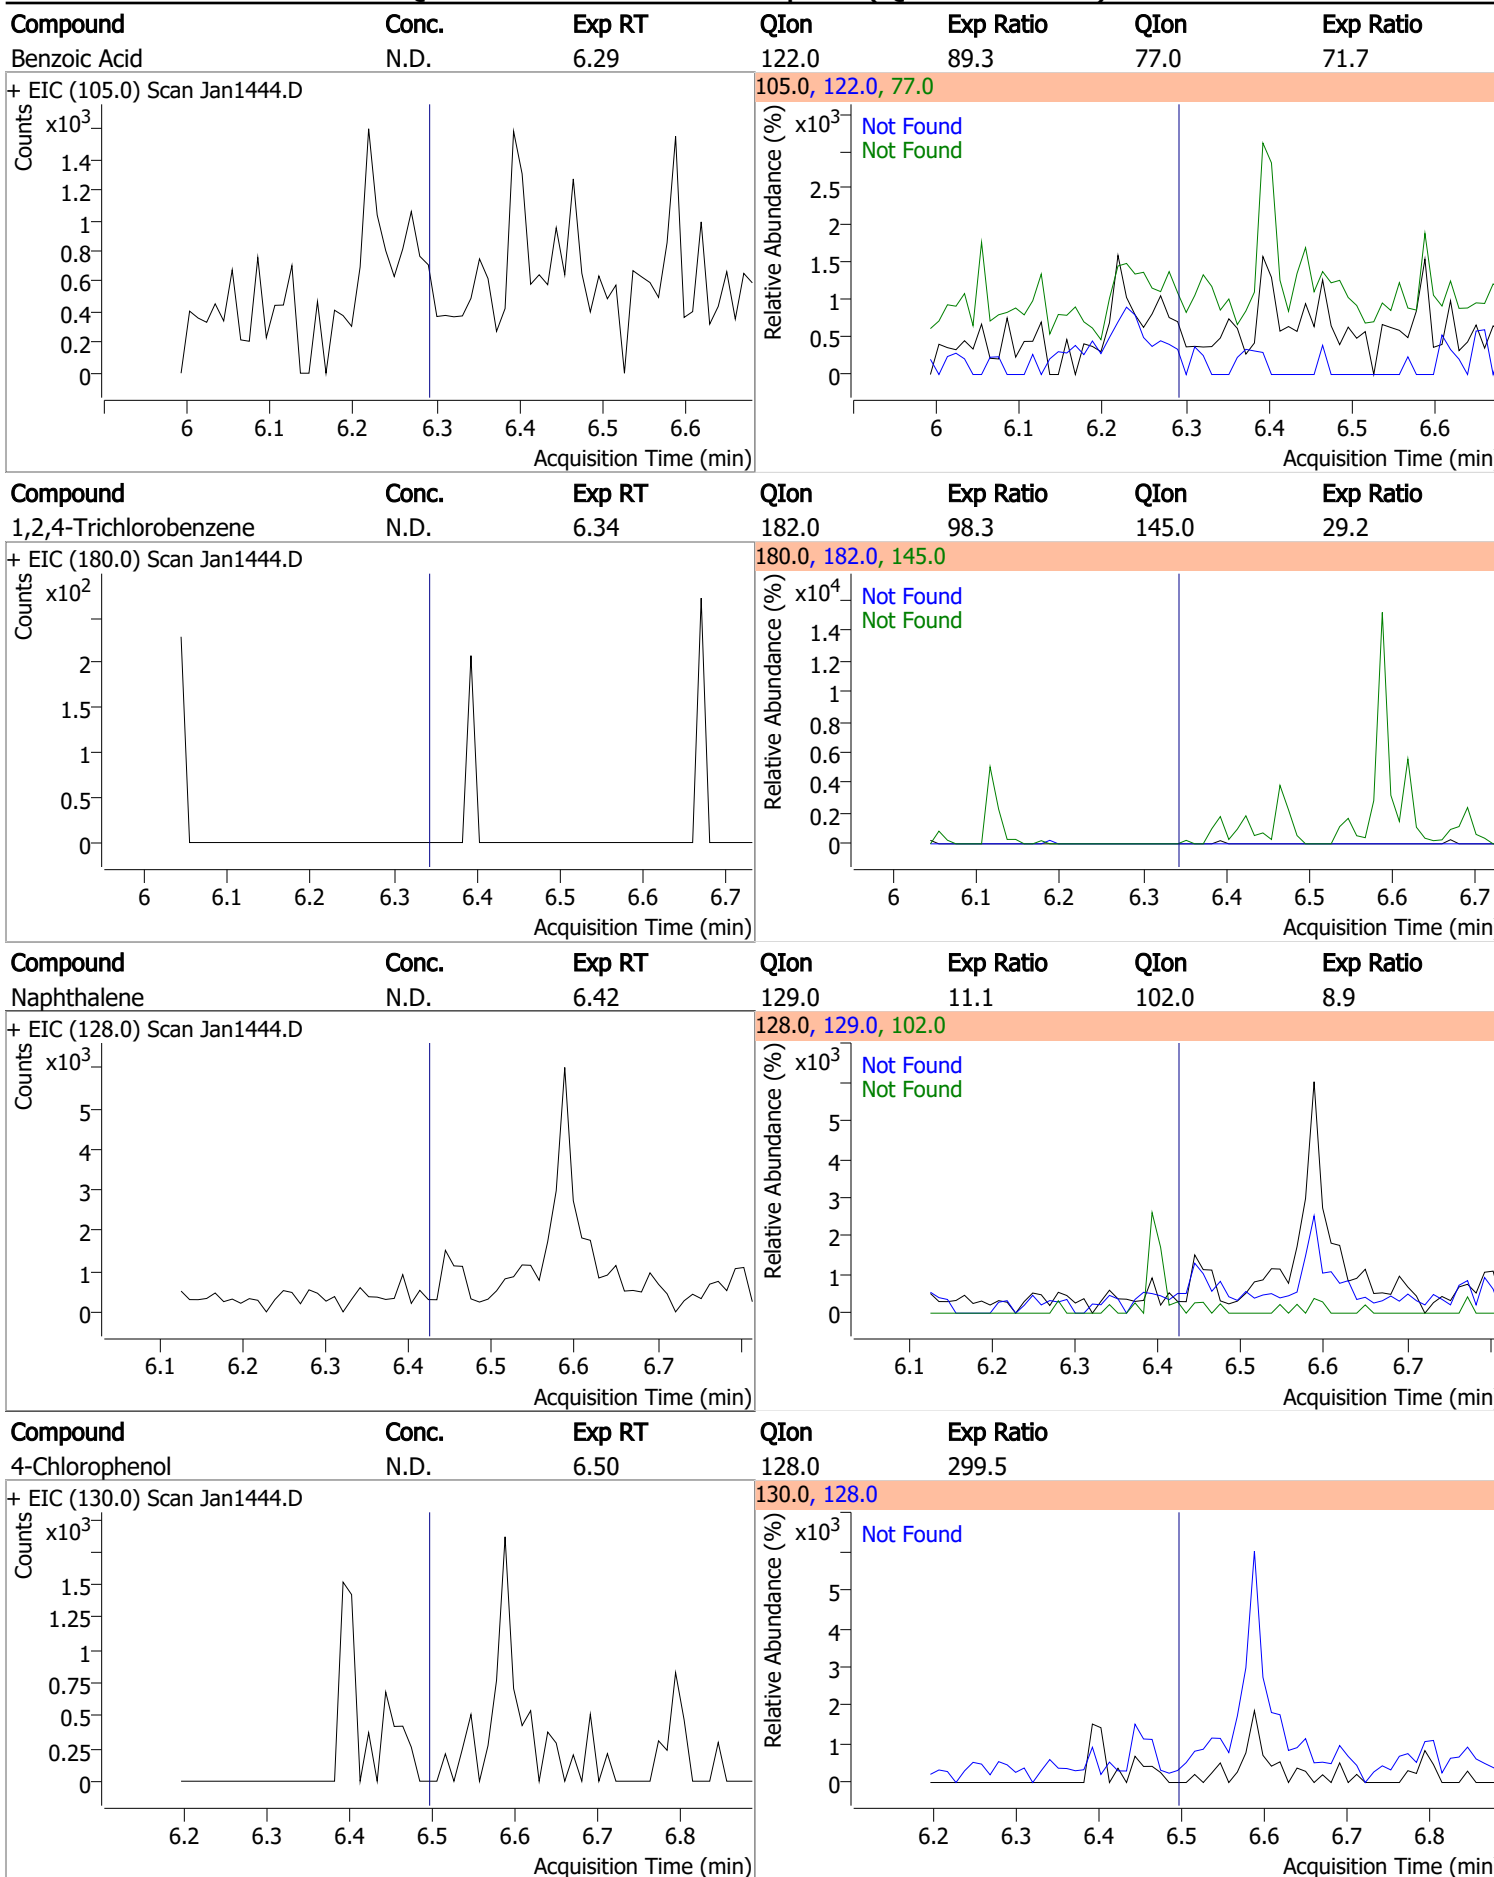 Compound Conc. Exp RT QIon Exp Ratio QIon Exp Ratio
Benzoic Acid N.D. 6.29 122.0 89.3 77.0 71.7
+ EIC (105.0) Scan Jan1444.D
105.0, 122.0, 77.0
Counts
x10³
1.4
1.2
1
0.8
0.6
0.4
0.2
0
6 6.1 6.2 6.3 6.4 6.5 6.6
Acquisition Time (min)
Relative Abundance (%)
x10³
Not Found
Not Found
2.5
2
1.5
1
0.5
0
6 6.1 6.2 6.3 6.4 6.5 6.6
Acquisition Time (min
Compound Conc. Exp RT QIon Exp Ratio QIon Exp Ratio
1,2,4-Trichlorobenzene N.D. 6.34 182.0 98.3 145.0 29.2
+ EIC (180.0) Scan Jan1444.D
180.0, 182.0, 145.0
Counts
x10²
2
1.5
1
0.5
0
6 6.1 6.2 6.3 6.4 6.5 6.6 6.7
Acquisition Time (min)
Relative Abundance (%)
x10⁴
Not Found
Not Found
1.4
1.2
1
0.8
0.6
0.4
0.2
0
6 6.1 6.2 6.3 6.4 6.5 6.6 6.7
Acquisition Time (min
Compound Conc. Exp RT QIon Exp Ratio QIon Exp Ratio
Naphthalene N.D. 6.42 129.0 11.1 102.0 8.9
+ EIC (128.0) Scan Jan1444.D
128.0, 129.0, 102.0
Counts
x10³
5
4
3
2
1
0
6.1 6.2 6.3 6.4 6.5 6.6 6.7
Acquisition Time (min)
Relative Abundance (%)
x10³
Not Found
Not Found
5
4
3
2
1
0
6.1 6.2 6.3 6.4 6.5 6.6 6.7
Acquisition Time (min
Compound Conc. Exp RT QIon Exp Ratio
4-Chlorophenol N.D. 6.50 128.0 299.5
+ EIC (130.0) Scan Jan1444.D
130.0, 128.0
Counts
x10³
1.5
1.25
1
0.75
0.5
0.25
0
6.2 6.3 6.4 6.5 6.6 6.7 6.8
Acquisition Time (min)
Relative Abundance (%)
x10³
Not Found
5
4
3
2
1
0
6.2 6.3 6.4 6.5 6.6 6.7 6.8
Acquisition Time (min